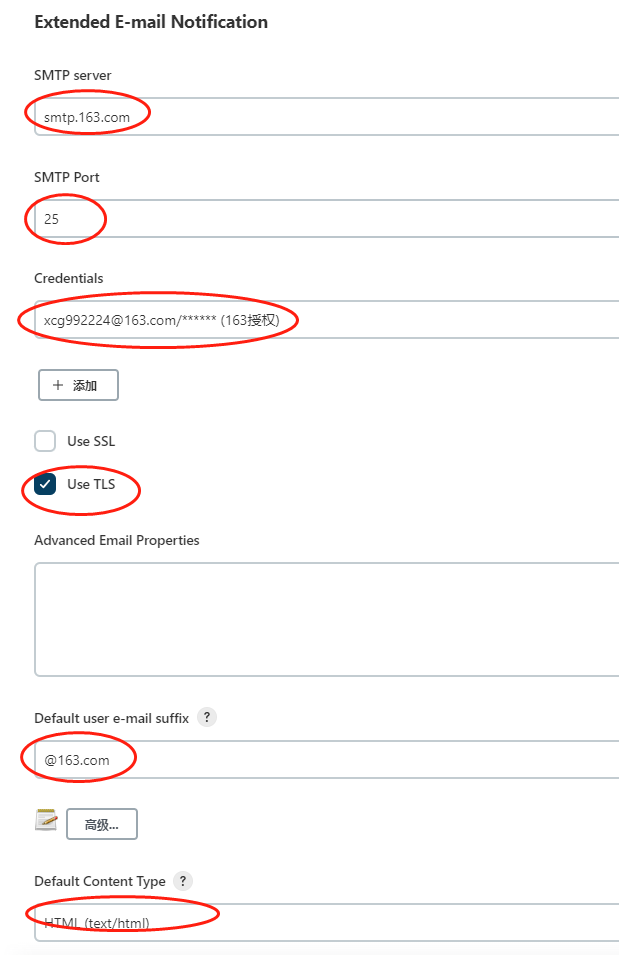 Extended E-mail Notification
SMTP server
smtp.163.com
SMTP Port
25
Credentials
xcg992224@163.com/****** (163授权)
添加
Use SSL
Use TLS
Advanced Email Properties
Default user e-mail suffix ?
@163.com
高级...
Default Content Type ?
HTML (text/html)